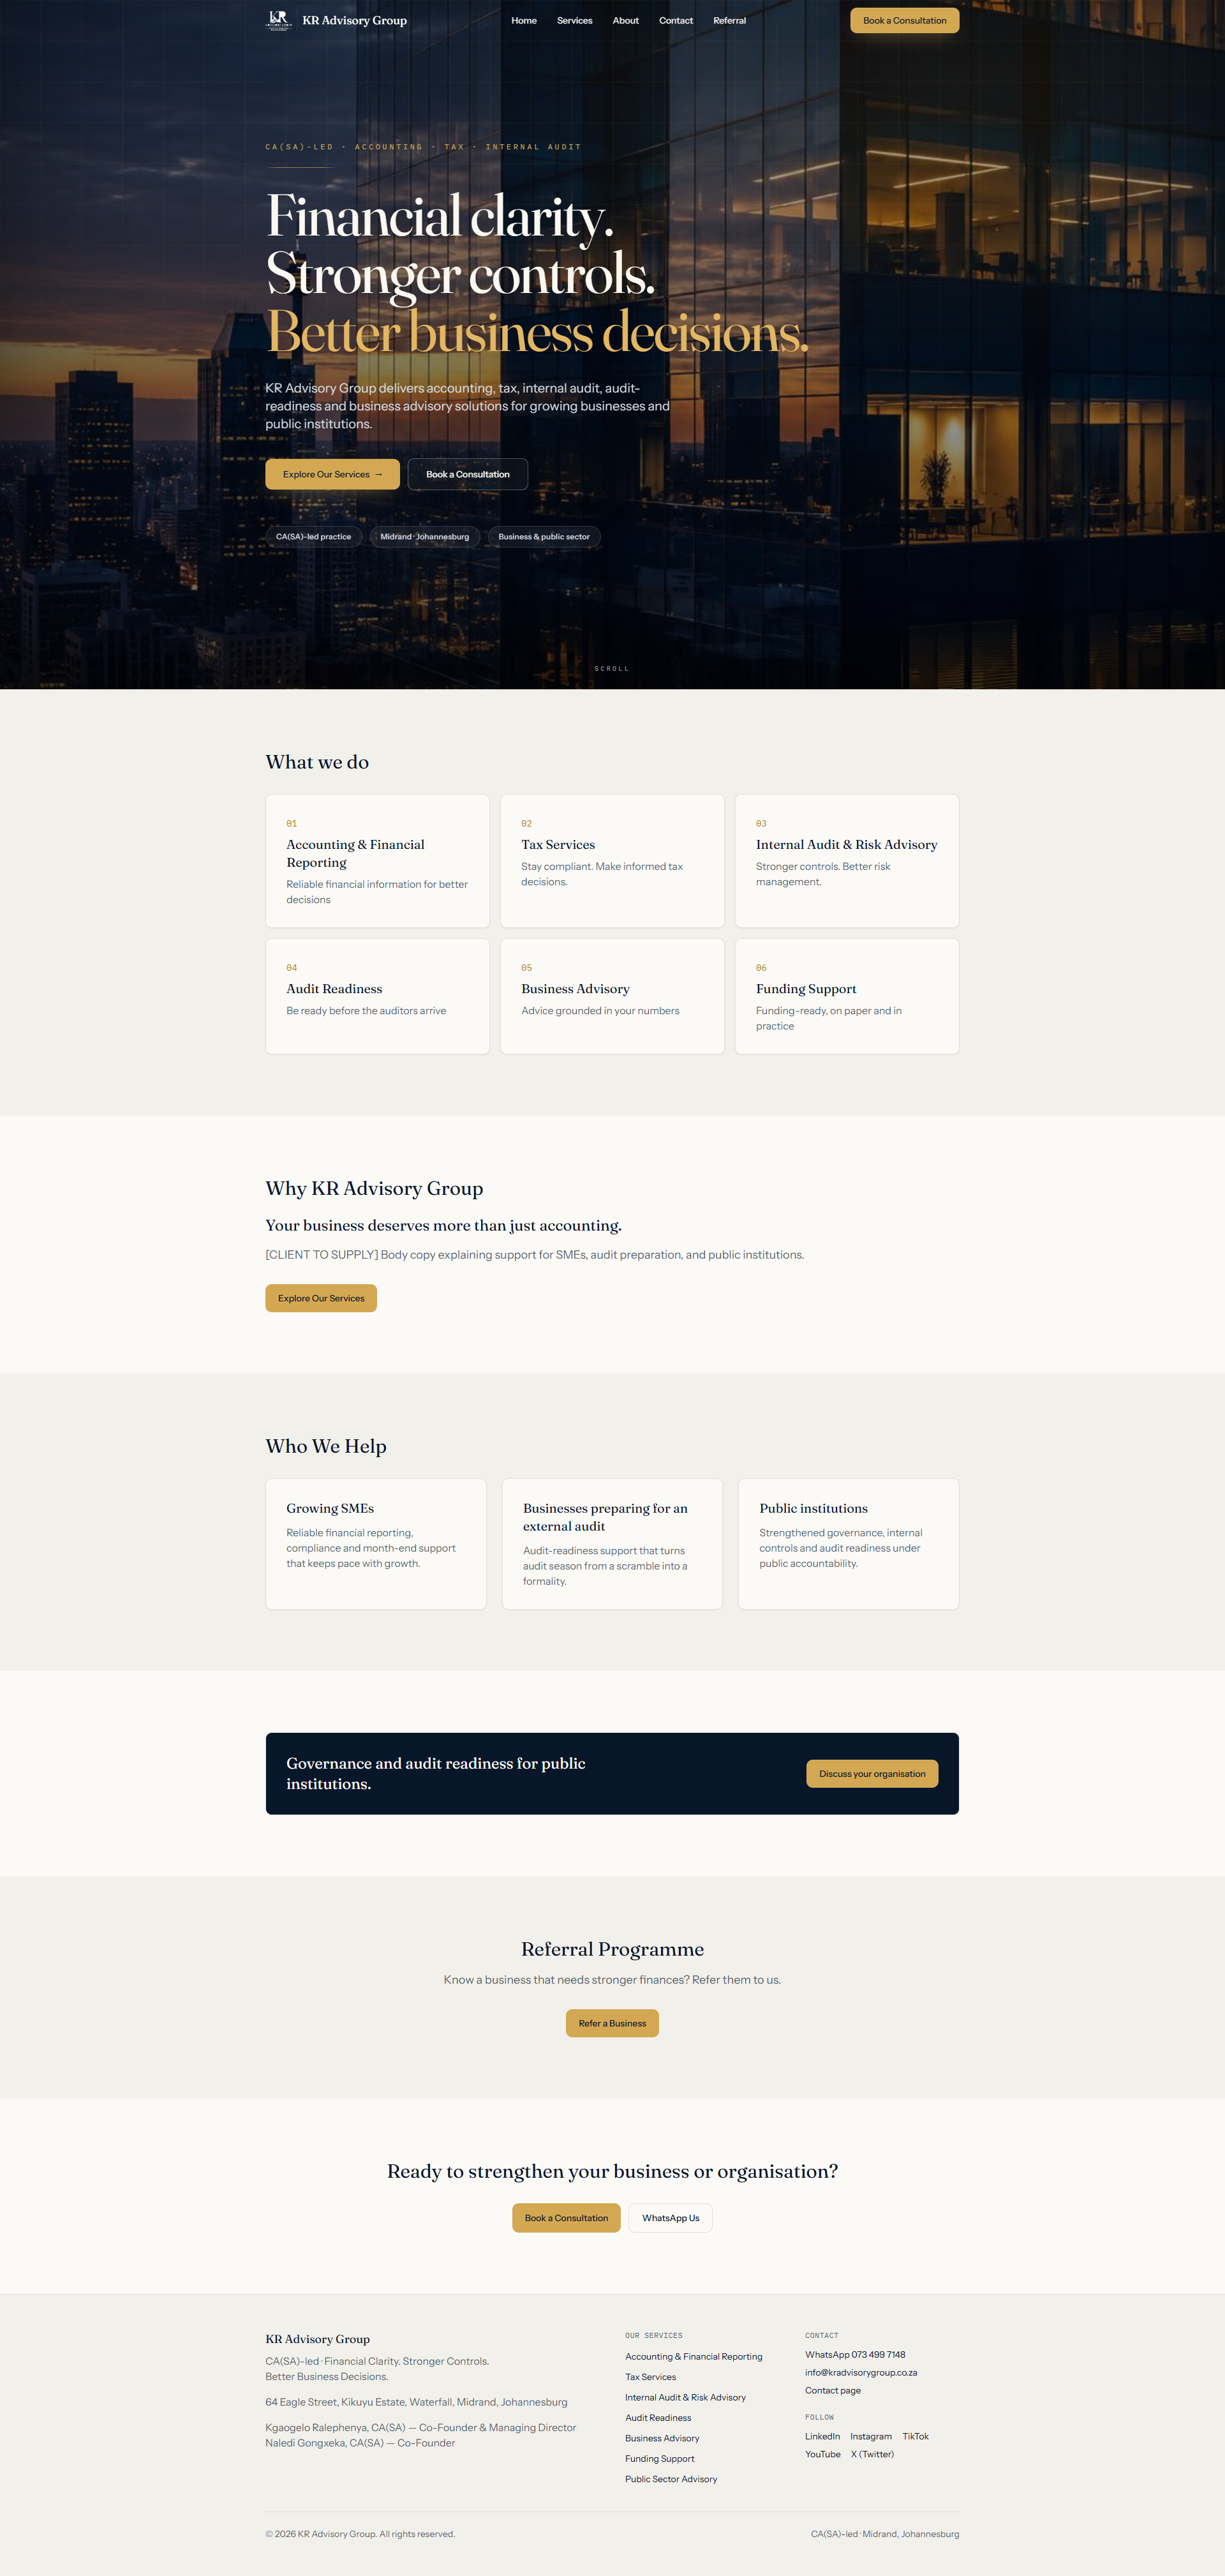 KR
KR Advisory Group
Home
Services
About
Contact
Referral
Book a Consultation
CA(SA)-LED · ACCOUNTING · TAX · INTERNAL AUDIT
Financial clarity.
Stronger controls.
Better business decisions.
KR Advisory Group delivers accounting, tax, internal audit, audit-
readiness and business advisory solutions for growing businesses and
public institutions.
Explore Our Services →
Book a Consultation
CA(SA)-led practice
Midrand · Johannesburg
Business & public sector
SCROLL
What we do
01
Accounting & Financial
Reporting
Reliable financial information for better
decisions
02
Tax Services
Stay compliant. Make informed tax
decisions.
03
Internal Audit & Risk Advisory
Stronger controls. Better risk
management.
04
Audit Readiness
Be ready before the auditors arrive
05
Business Advisory
Advice grounded in your numbers
06
Funding Support
Funding-ready, on paper and in
practice
Why KR Advisory Group
Your business deserves more than just accounting.
[CLIENT TO SUPPLY] Body copy explaining support for SMEs, audit preparation, and public institutions.
Explore Our Services
Who We Help
Growing SMEs
Reliable financial reporting,
compliance and month-end support
that keeps pace with growth.
Businesses preparing for an
external audit
Audit-readiness support that turns
audit season from a scramble into a
formality.
Public institutions
Strengthened governance, internal
controls and audit readiness under
public accountability.
Governance and audit readiness for public
institutions.
Discuss your organisation
Referral Programme
Know a business that needs stronger finances? Refer them to us.
Refer a Business
Ready to strengthen your business or organisation?
Book a Consultation
WhatsApp Us
KR Advisory Group
CA(SA)-led · Financial Clarity. Stronger Controls.
Better Business Decisions.
64 Eagle Street, Kikuyu Estate, Waterfall, Midrand, Johannesburg
Kgaogelo Ralephenya, CA(SA) — Co-Founder & Managing Director
Naledi Gongxeka, CA(SA) — Co-Founder
OUR SERVICES
Accounting & Financial Reporting
Tax Services
Internal Audit & Risk Advisory
Audit Readiness
Business Advisory
Funding Support
Public Sector Advisory
CONTACT
WhatsApp 073 499 7148
info@kradvisorygroup.co.za
Contact page
FOLLOW
LinkedIn
Instagram
TikTok
YouTube
X (Twitter)
© 2026 KR Advisory Group. All rights reserved.
CA(SA)-led · Midrand, Johannesburg